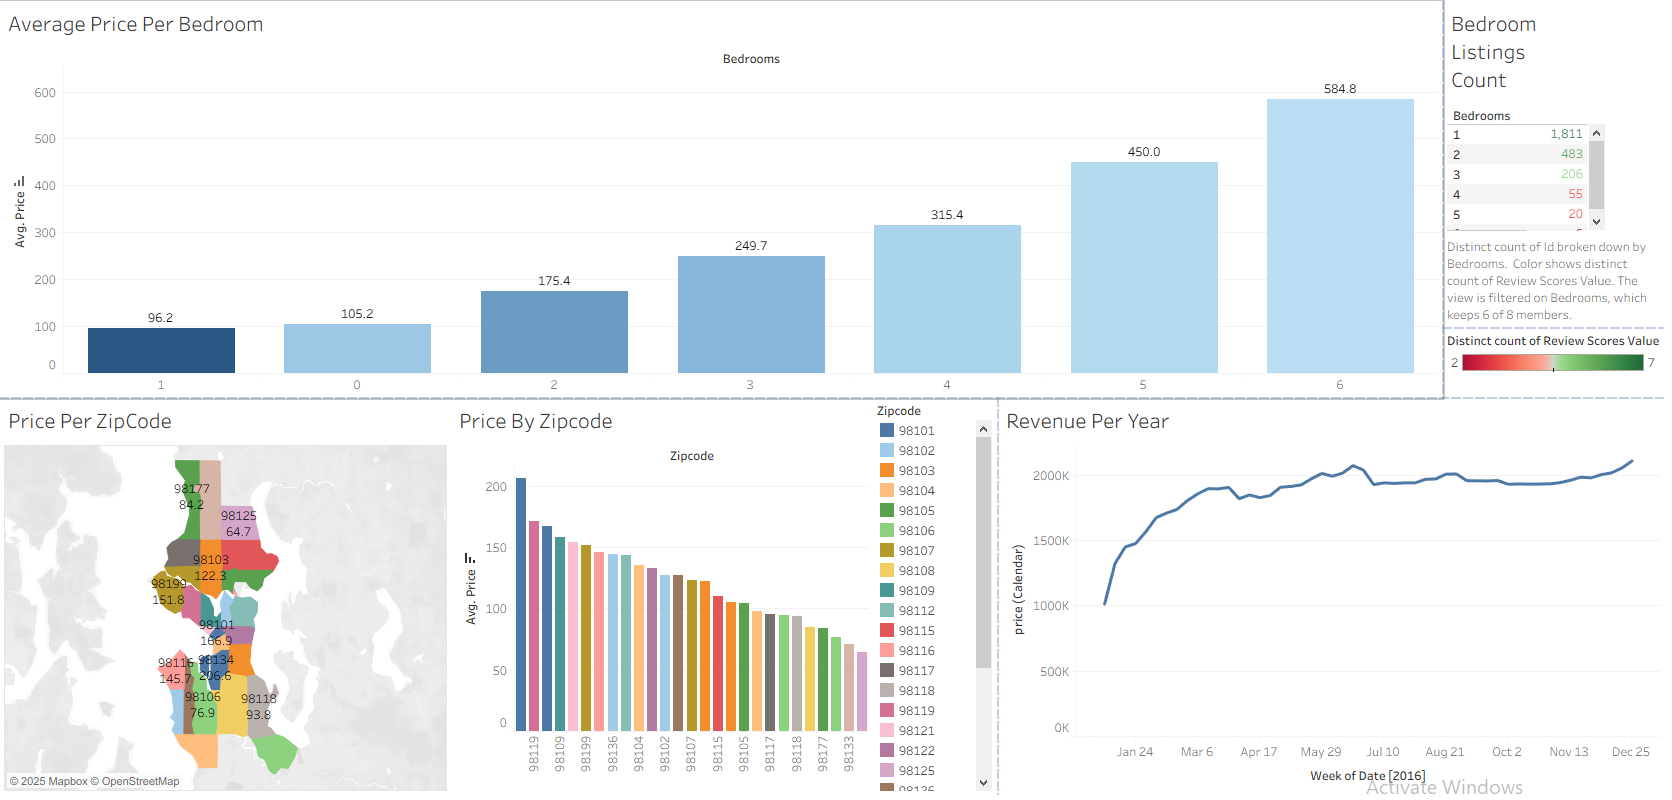 Average Price Per Bedroom
Bedrooms
Avg. Price
600
500
400
300
200
100
0
96.2
105.2
175.4
249.7
315.4
450.0
584.8
1
0
2
3
4
5
6
Bedroom
Listings
Count
Bedrooms
1 1,811
2 483
3 206
4 55
5 20
Distinct count of Id broken down by
Bedrooms. Color shows distinct
count of Review Scores Value. The
view is filtered on Bedrooms, which
keeps 6 of 8 members.
Distinct count of Review Scores Value
2 7
Price Per ZipCode
98177
84.2
98125
64.7
98103
122.3
98199
151.8
98101
166.9
98134
206.6
98116
145.7
98106
76.9
98118
93.8
© 2025 Mapbox © OpenStreetMap
Price By Zipcode
Zipcode
Avg. Price
200
150
100
50
0
98119
98109
98199
98136
98104
98102
98107
98115
98105
98117
98118
98177
98133
Zipcode
98101
98102
98103
98104
98105
98106
98107
98108
98109
98112
98115
98116
98117
98118
98119
98121
98122
98125
98126
Revenue Per Year
price (Calendar)
2000K
1500K
1000K
500K
0K
Jan 24
Mar 6
Apr 17
May 29
Jul 10
Aug 21
Oct 2
Nov 13
Dec 25
Week of Date [2016]
Activate Windows